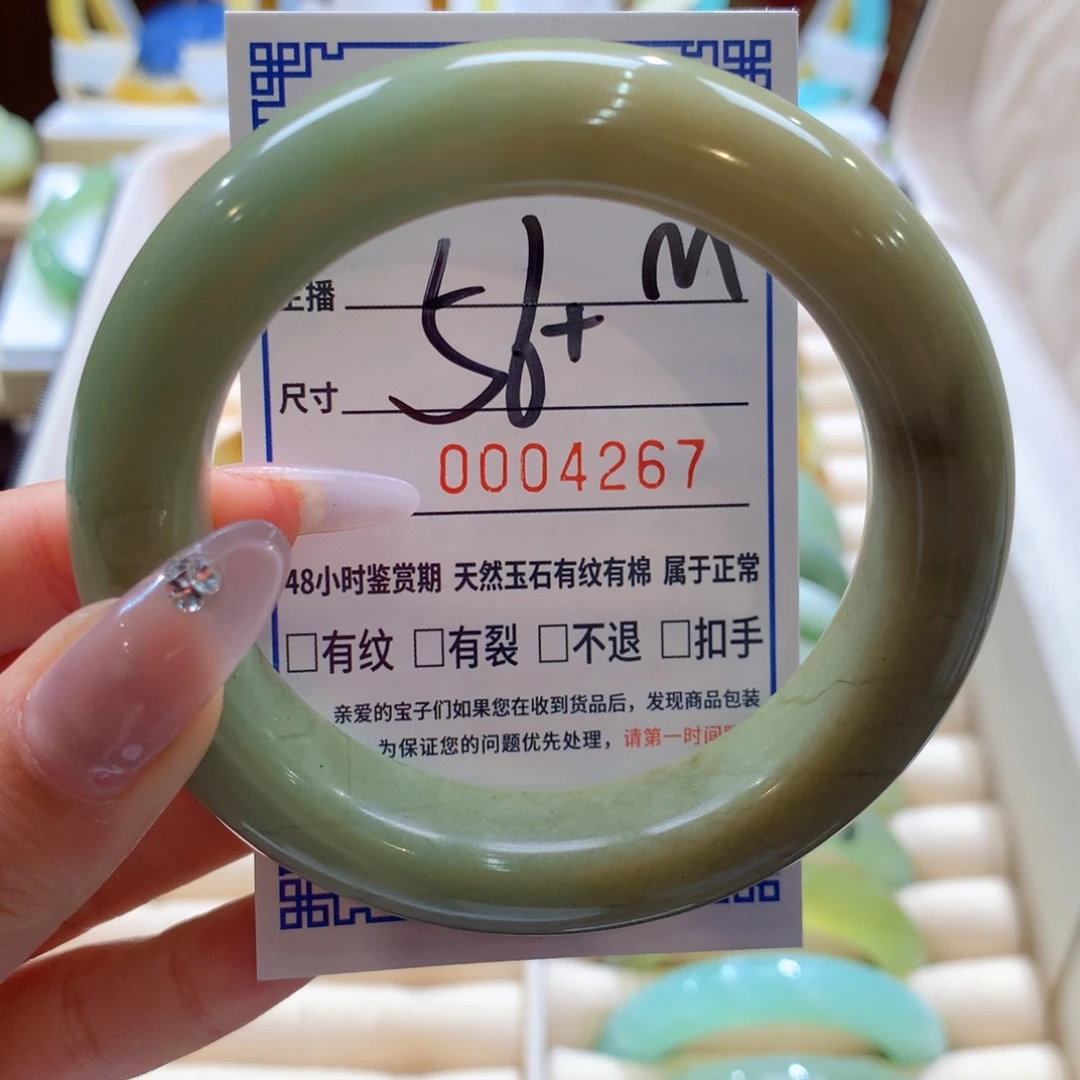 主播 M
尺寸 56+
0004267
48小时鉴赏期 天然玉石有纹有棉 属于正常
□有纹 □有裂 □不退 □扣手
亲爱的宝子们如果您在收到货品后，发现商品包装
为保证您的问题优先处理，请第一时间